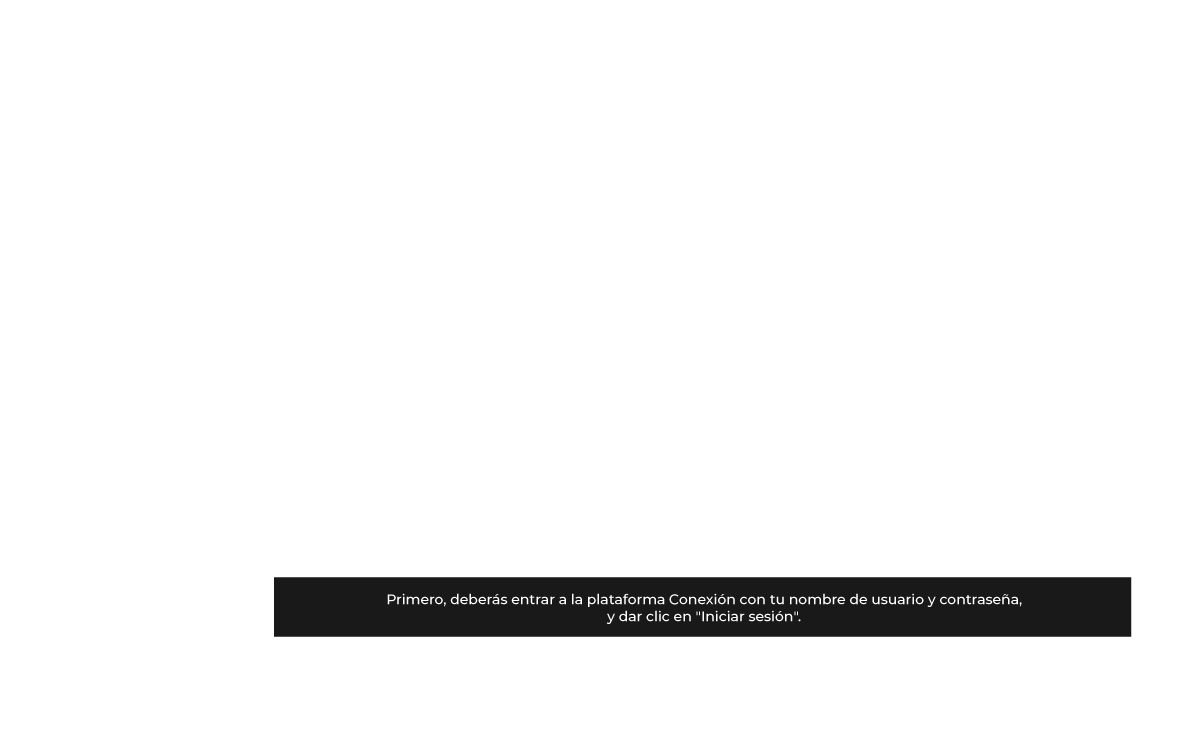 Primero, deberás entrar a la plataforma Conexión con tu nombre de usuario y contraseña,
y dar clic en "Iniciar sesión".